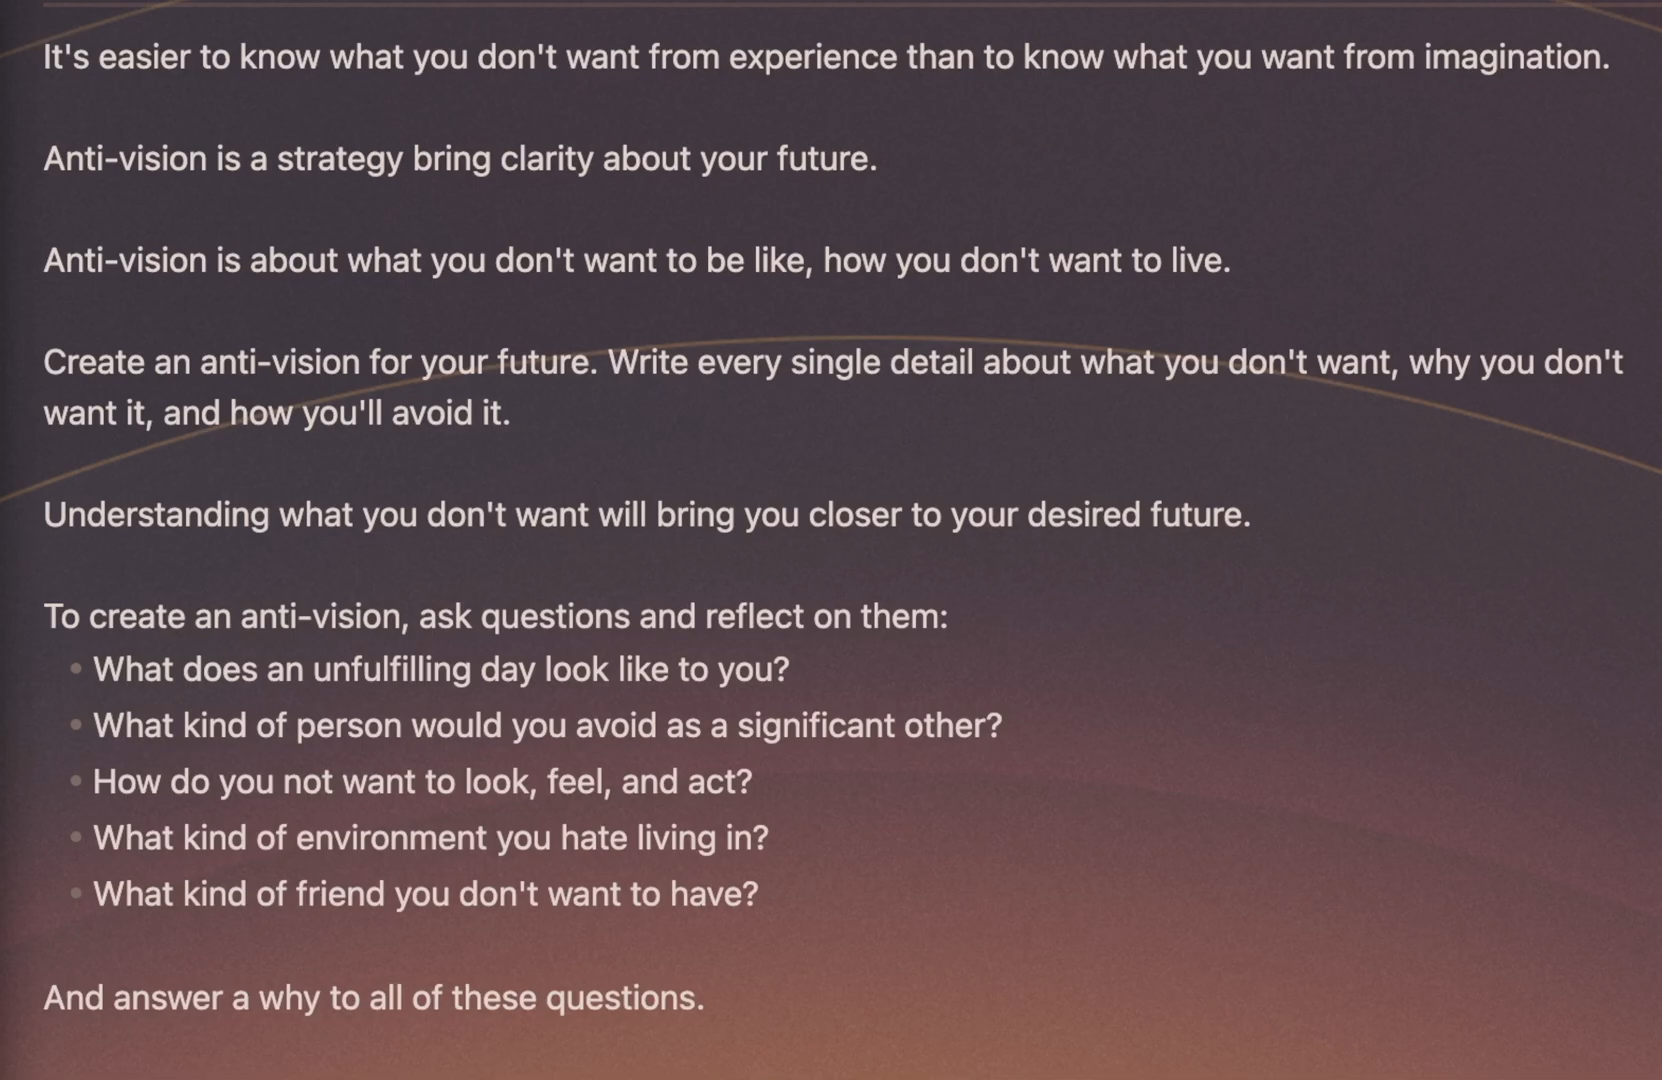 It's easier to know what you don't want from experience than to know what you want from imagination.
Anti-vision is a strategy bring clarity about your future.
Anti-vision is about what you don't want to be like, how you don't want to live.
Create an anti-vision for your future. Write every single detail about what you don't want, why you don't
want it, and how you'll avoid it.
Understanding what you don't want will bring you closer to your desired future.
To create an anti-vision, ask questions and reflect on them:
• What does an unfulfilling day look like to you?
• What kind of person would you avoid as a significant other?
• How do you not want to look, feel, and act?
• What kind of environment you hate living in?
• What kind of friend you don't want to have?
And answer a why to all of these questions.